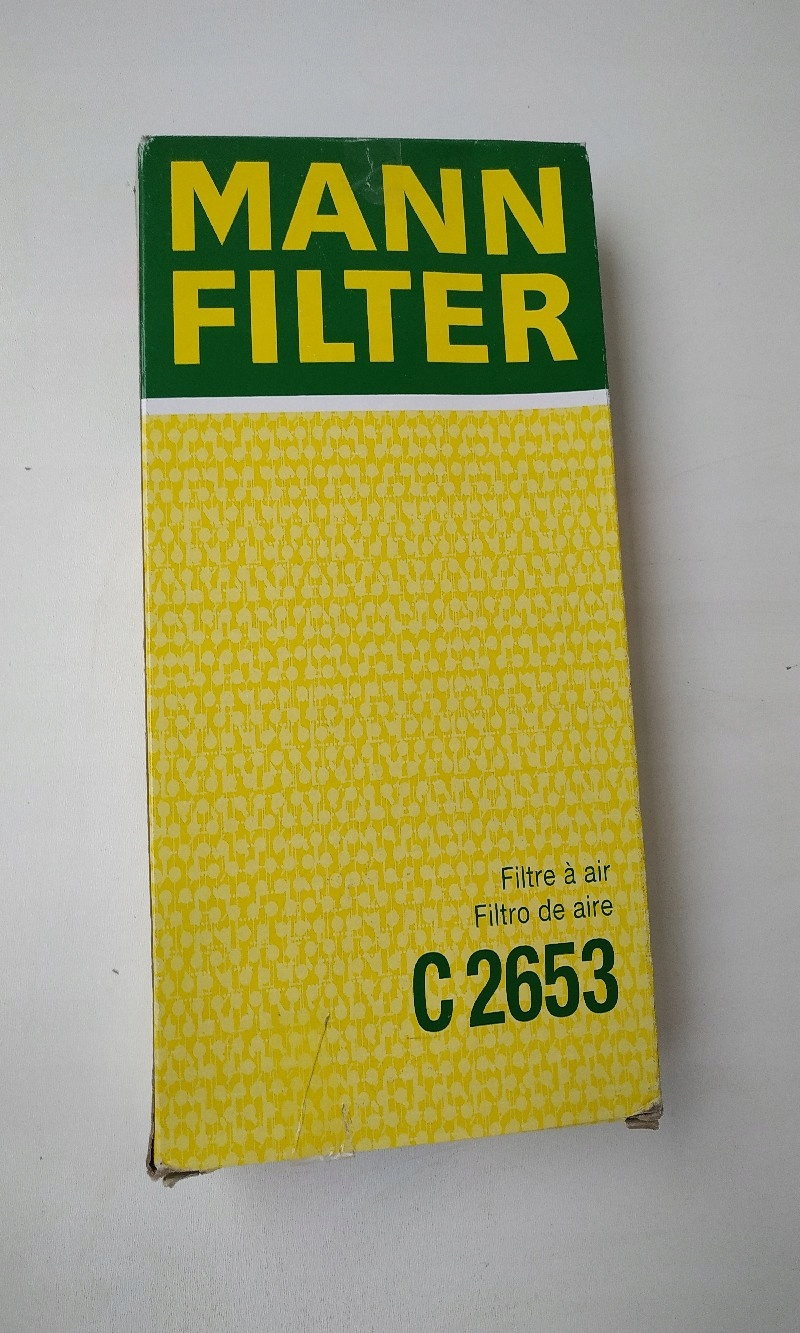 MANN
FILTER
Filtre à air
Filtro de aire
C 2653